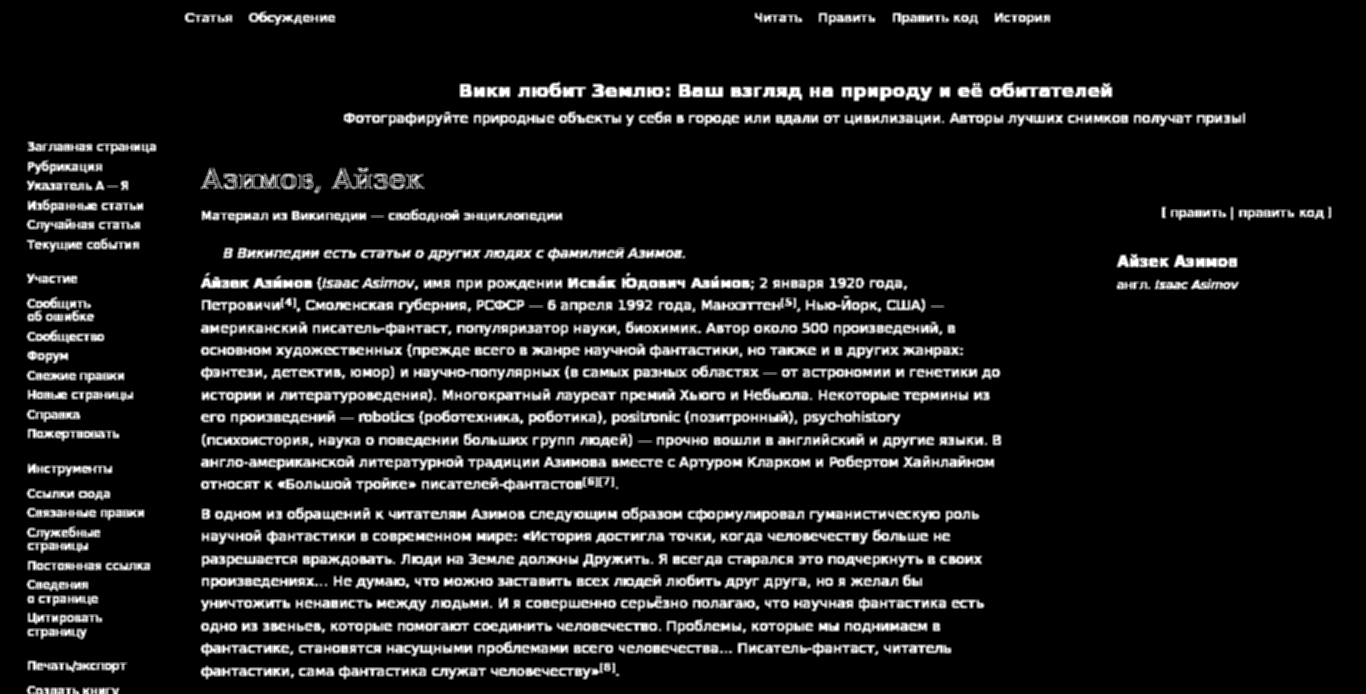 Статья Обсуждение Читать Править Править код История
Вики любит Землю: Ваш взгляд на природу и её обитателей
Фотографируйте природные объекты у себя в городе или вдали от цивилизации. Авторы лучших снимков получат призы!
Заглавная страница
Рубрикация
Указатель А — Я
Избранные статьи
Случайная статья
Текущие события
Участие
Сообщить
об ошибке
Сообщество
Форум
Свежие правки
Новые страницы
Справка
Пожертвовать
Инструменты
Ссылки сюда
Связанные правки
Служебные
страницы
Постоянная ссылка
Сведения
о странице
Цитировать
страницу
Печать/экспорт
Создать книгу
Азимов, Айзек
Материал из Википедии — свободной энциклопедии
В Википедии есть статьи о других людях с фамилией Азимов.
А́йзек Ази́мов (Isaac Asimov, имя при рождении Исаа́к Ю́дович Ази́мов; 2 января 1920 года,
Петровичи[4], Смоленская губерния, РСФСР — 6 апреля 1992 года, Манхэттен[5], Нью-Йорк, США) —
американский писатель-фантаст, популяризатор науки, биохимик. Автор около 500 произведений, в
основном художественных (прежде всего в жанре научной фантастики, но также и в других жанрах:
фэнтези, детектив, юмор) и научно-популярных (в самых разных областях — от астрономии и генетики до
истории и литературоведения). Многократный лауреат премий Хьюго и Небьюла. Некоторые термины из
его произведений — robotics (роботехника, роботика), positronic (позитронный), psychohistory
(психоистория, наука о поведении больших групп людей) — прочно вошли в английский и другие языки. В
англо-американской литературной традиции Азимова вместе с Артуром Кларком и Робертом Хайнлайном
относят к «Большой тройке» писателей-фантастов[6][7].
В одном из обращений к читателям Азимов следующим образом сформулировал гуманистическую роль
научной фантастики в современном мире: «История достигла точки, когда человечеству больше не
разрешается враждовать. Люди на Земле должны Дружить. Я всегда старался это подчеркнуть в своих
произведениях... Не думаю, что можно заставить всех людей любить друг друга, но я желал бы
уничтожить ненависть между людьми. И я совершенно серьёзно полагаю, что научная фантастика есть
одно из звеньев, которые помогают соединить человечество. Проблемы, которые мы поднимаем в
фантастике, становятся насущными проблемами всего человечества... Писатель-фантаст, читатель
фантастики, сама фантастика служат человечеству»[8].
[ править | править код ]
Айзек Азимов
англ. Isaac Asimov